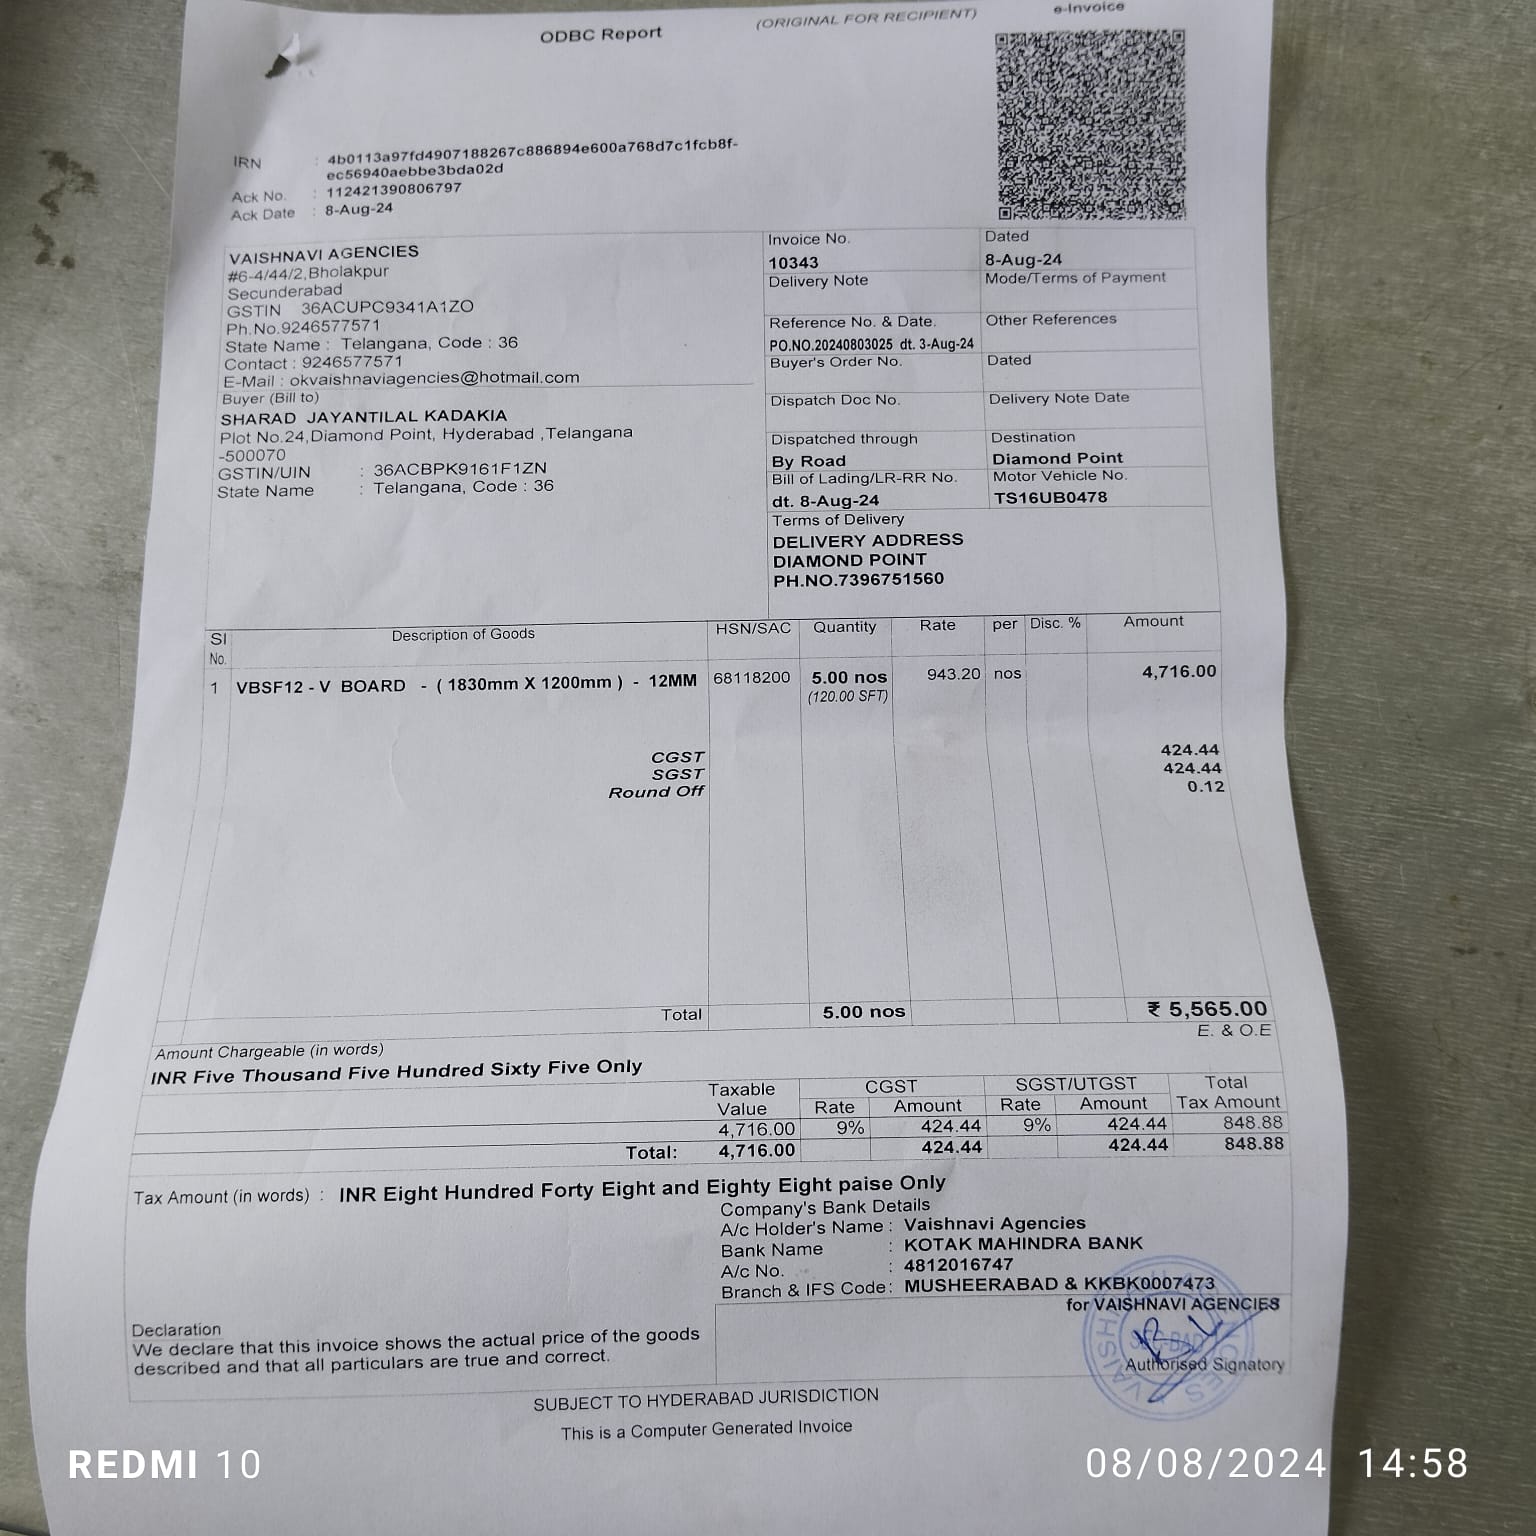 ODBC Report
(ORIGINAL FOR RECIPIENT)
e-Invoice
IRN : 4b0113a97fd4907188267c886894e600a768d7c1fcb8f-
ec56940aebbe3bda02d
Ack No. : 112421390806797
Ack Date : 8-Aug-24
VAISHNAVI AGENCIES
#6-4/44/2,Bholakpur
Secunderabad
GSTIN 36ACUPC9341A1ZO
Ph.No.9246577571
State Name : Telangana, Code : 36
Contact : 9246577571
E-Mail : okvaishnaviagencies@hotmail.com
Buyer (Bill to)
SHARAD JAYANTILAL KADAKIA
Plot No.24,Diamond Point, Hyderabad ,Telangana
-500070
GSTIN/UIN : 36ACBPK9161F1ZN
State Name : Telangana, Code : 36
Invoice No. Dated
10343 8-Aug-24
Delivery Note Mode/Terms of Payment
Reference No. & Date. Other References
PO.NO.20240803025 dt. 3-Aug-24
Buyer's Order No. Dated
Dispatch Doc No. Delivery Note Date
Dispatched through Destination
By Road Diamond Point
Bill of Lading/LR-RR No. Motor Vehicle No.
dt. 8-Aug-24 TS16UB0478
Terms of Delivery
DELIVERY ADDRESS
DIAMOND POINT
PH.NO.7396751560
Sl No. Description of Goods HSN/SAC Quantity Rate per Disc. % Amount
1 VBSF12 - V BOARD - ( 1830mm X 1200mm ) - 12MM 68118200 5.00 nos 943.20 nos 4,716.00
(120.00 SFT)
CGST 424.44
SGST 424.44
Round Off 0.12
Total 5.00 nos ₹ 5,565.00
E. & O.E
Amount Chargeable (in words)
INR Five Thousand Five Hundred Sixty Five Only
Taxable CGST SGST/UTGST Total
Value Rate Amount Rate Amount Tax Amount
4,716.00 9% 424.44 9% 424.44 848.88
Total: 4,716.00 424.44 424.44 848.88
Tax Amount (in words) : INR Eight Hundred Forty Eight and Eighty Eight paise Only
Company's Bank Details
A/c Holder's Name : Vaishnavi Agencies
Bank Name : KOTAK MAHINDRA BANK
A/c No. : 4812016747
Branch & IFS Code : MUSHEERABAD & KKBK0007473
for VAISHNAVI AGENCIES
Authorised Signatory
Declaration
We declare that this invoice shows the actual price of the goods
described and that all particulars are true and correct.
SUBJECT TO HYDERABAD JURISDICTION
This is a Computer Generated Invoice
REDMI 10
08/08/2024 14:58